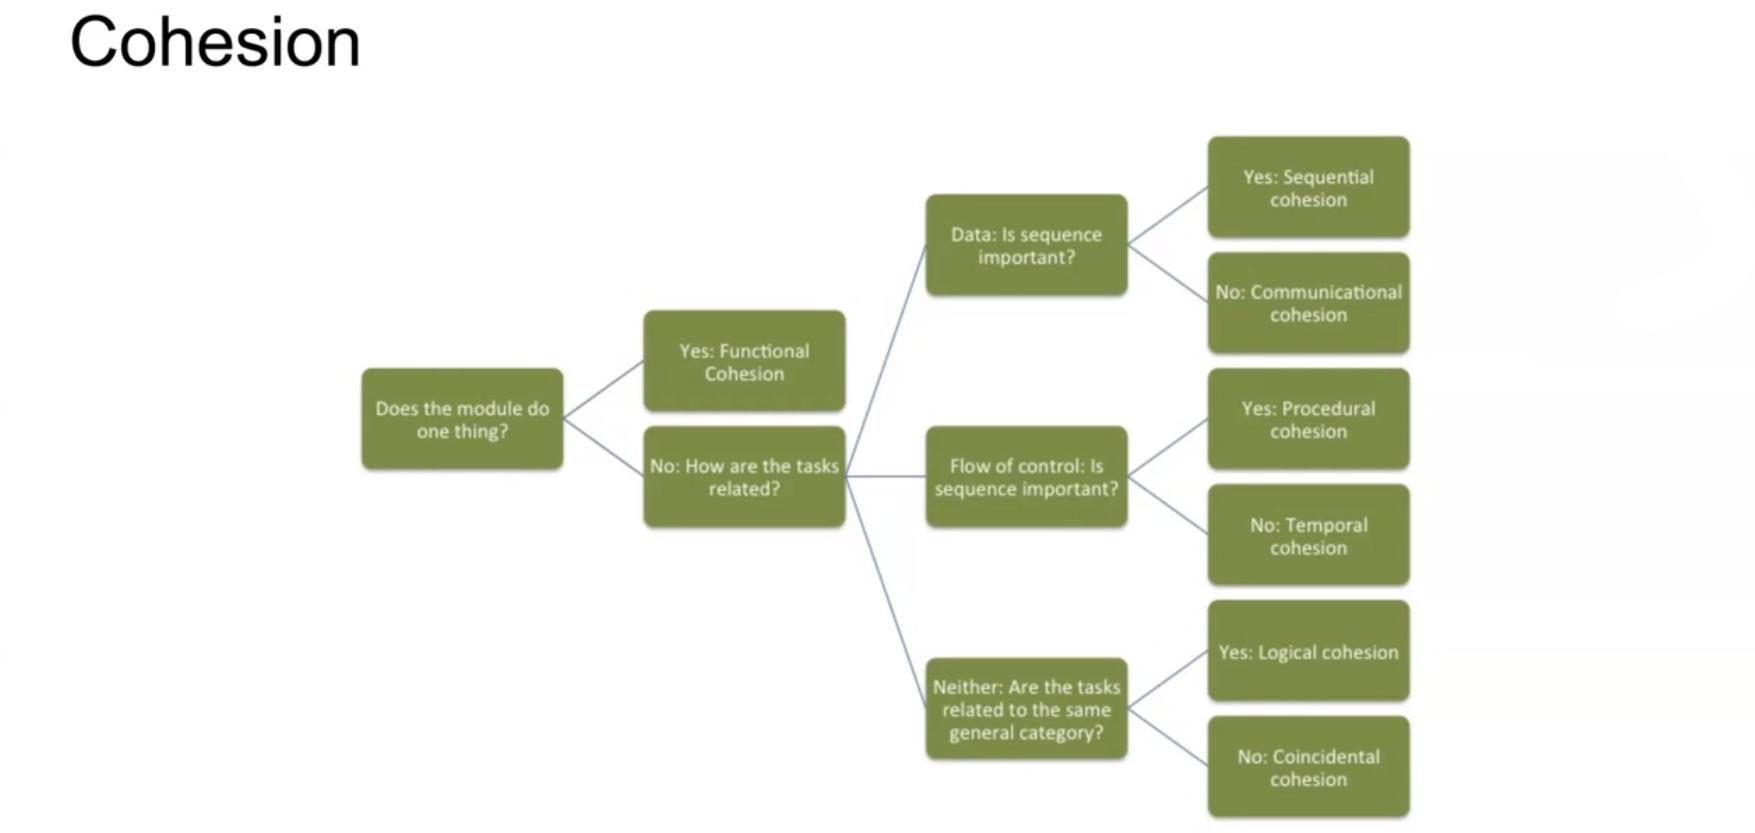 Cohesion
Does the module do
one thing?
Yes: Functional
Cohesion
No: How are the tasks
related?
Data: Is sequence
important?
Yes: Sequential
cohesion
No: Communicational
cohesion
Flow of control: Is
sequence important?
Yes: Procedural
cohesion
No: Temporal
cohesion
Neither: Are the tasks
related to the same
general category?
Yes: Logical cohesion
No: Coincidental
cohesion